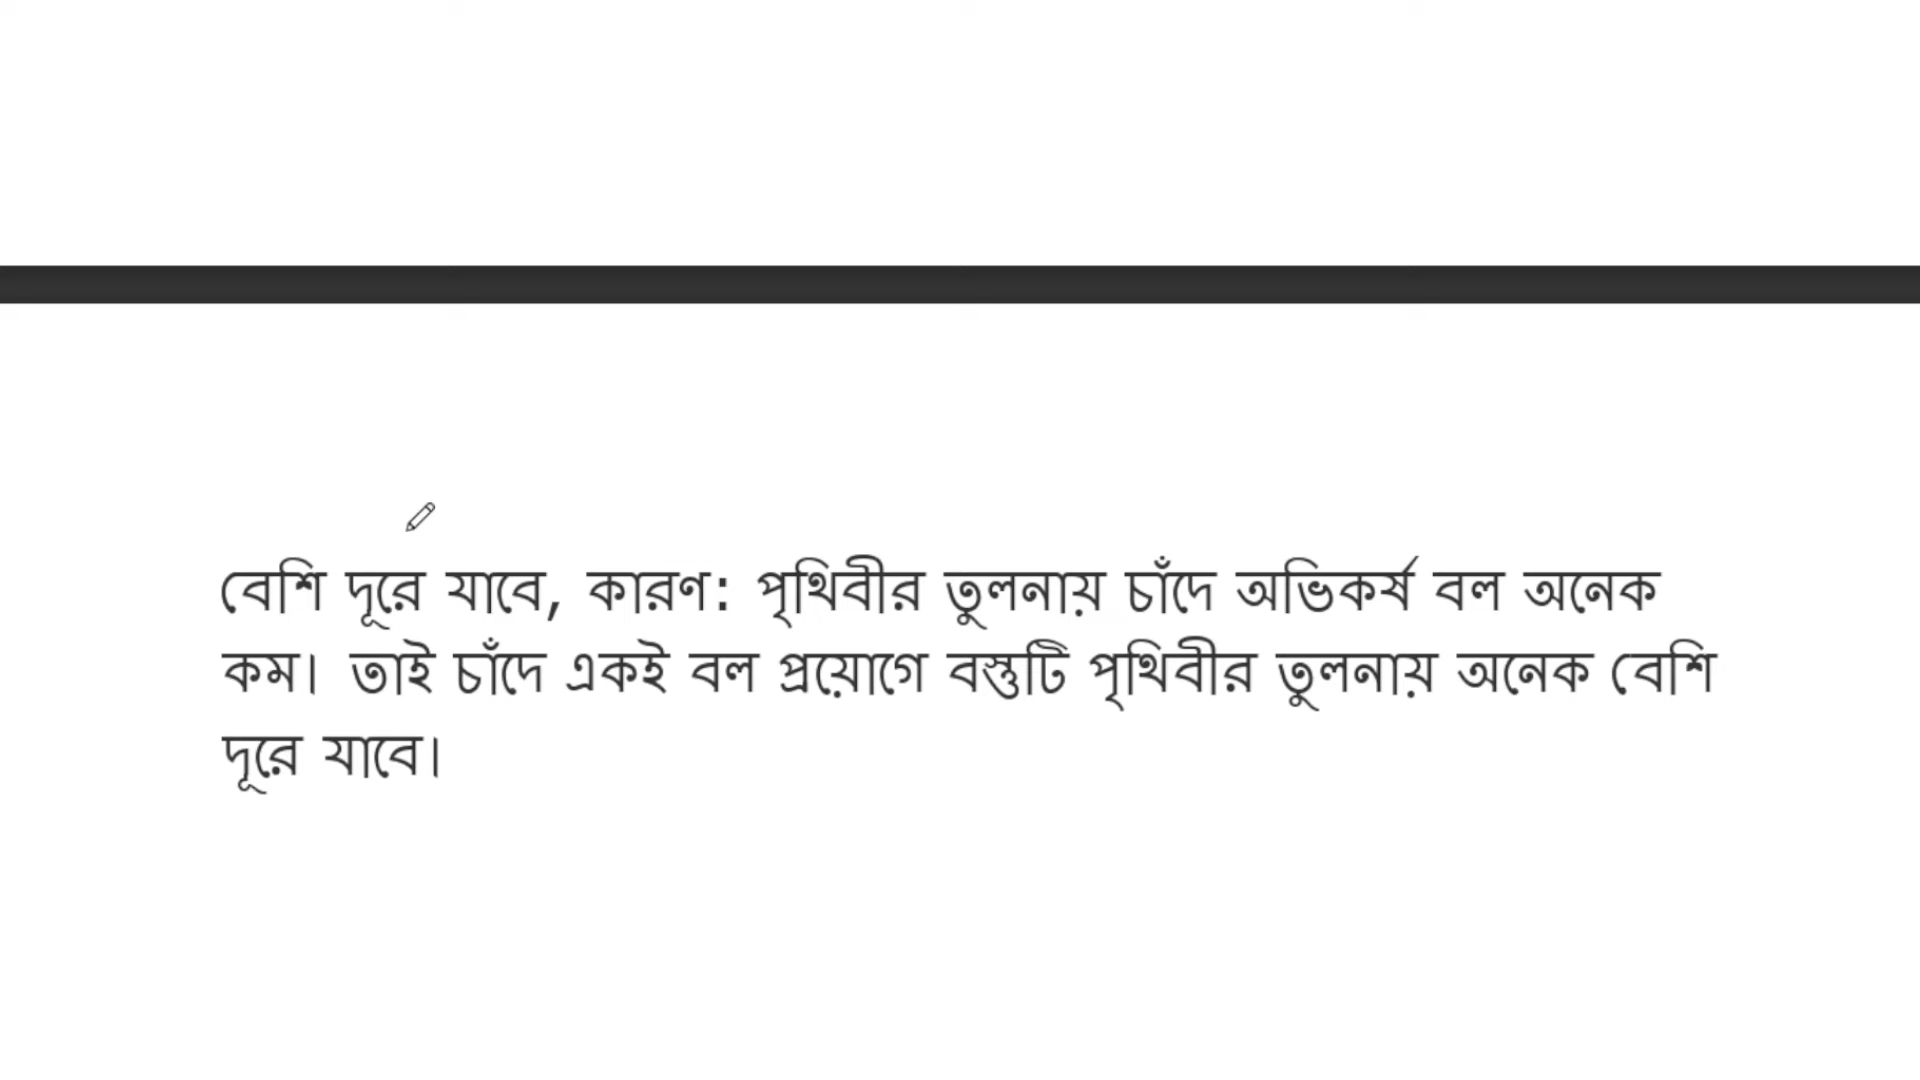 বেশি দূরে যাবে, কারণ: পৃথিবীর তুলনায় চাঁদে অভিকর্ষ বল অনেক
কম। তাই চাঁদে একই বল প্রয়োগে বস্তুটি পৃথিবীর তুলনায় অনেক বেশি
দূরে যাবে।